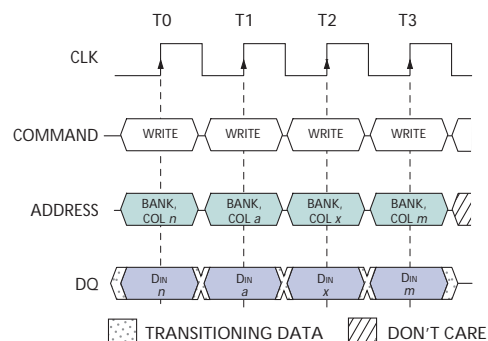 T0 T1 T2 T3
CLK
COMMAND WRITE WRITE WRITE WRITE
BANK, BANK, BANK, BANK,
ADDRESS COL n COL a COL x COL m
DIN DIN DIN DIN
DQ n a x m
TRANSITIONING DATA DON'T CARE